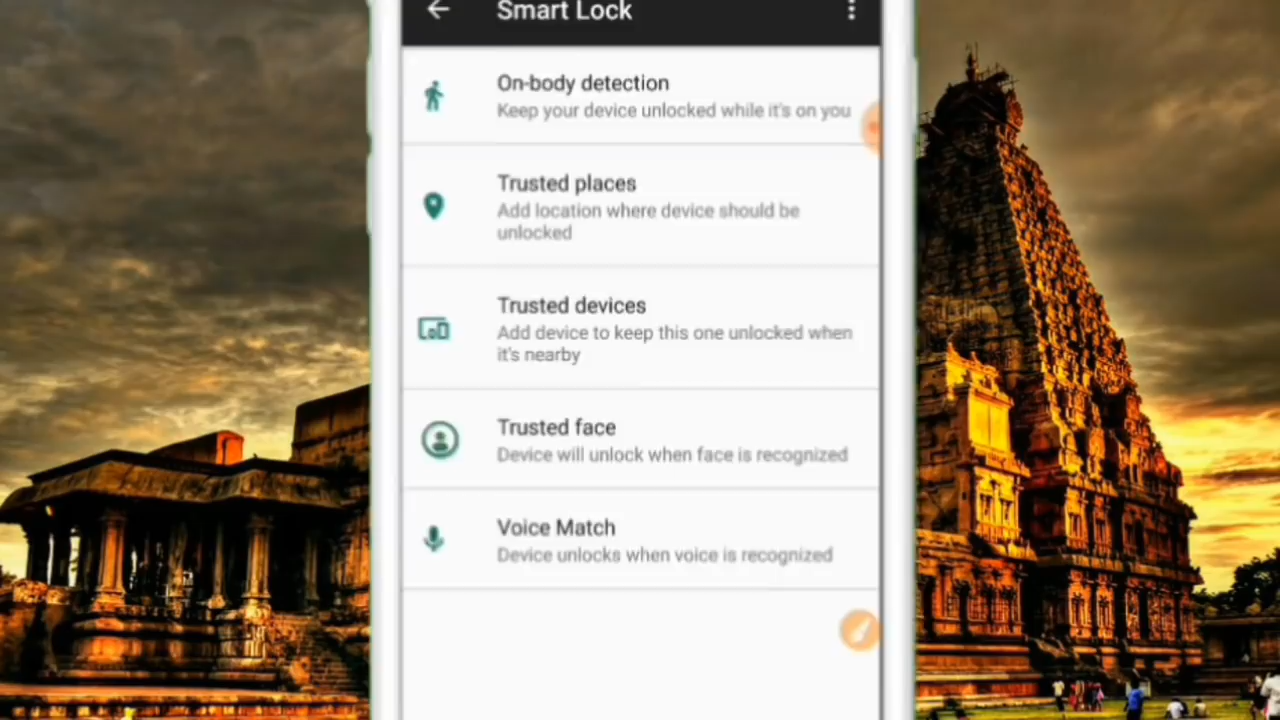 Smart Lock
On-body detection
Keep your device unlocked while it's on you
Trusted places
Add location where device should be
unlocked
Trusted devices
Add device to keep this one unlocked when
it's nearby
Trusted face
Device will unlock when face is recognized
Voice Match
Device unlocks when voice is recognized